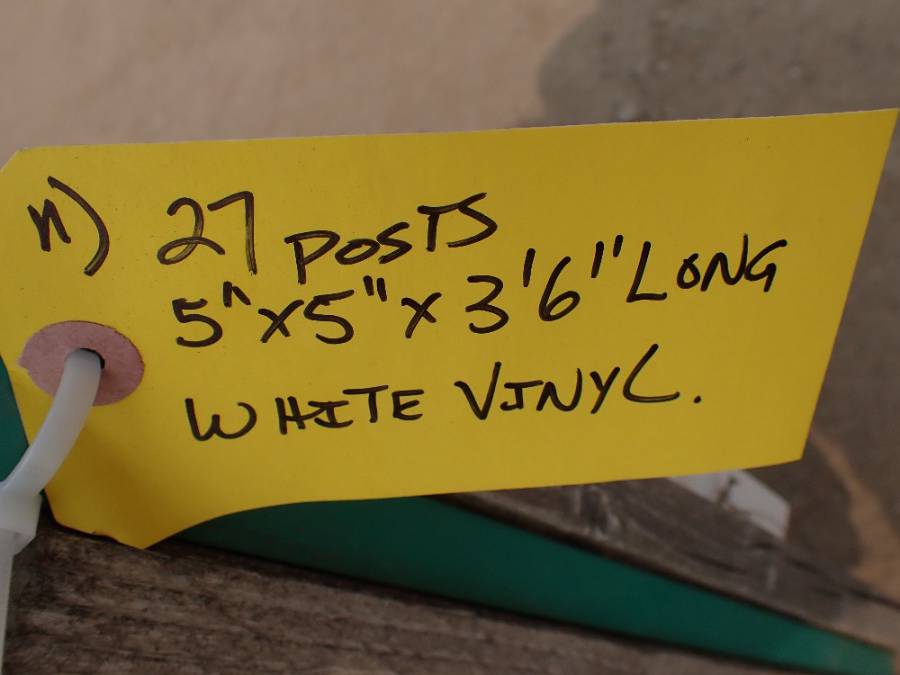 n) 27 POSTS
5"x5"x 3'6" LONG
WHITE VINYL.